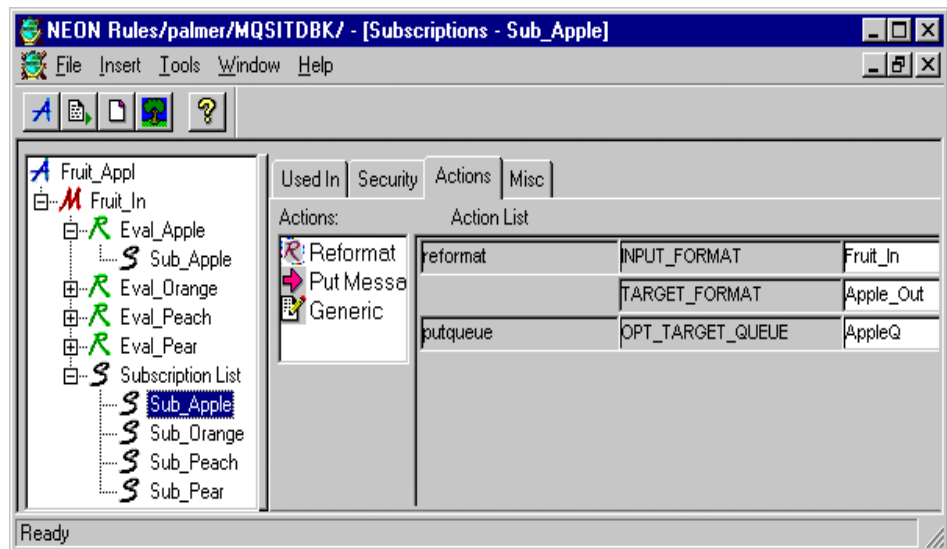 NEON Rules/palmer/MQSITDBK/ - [Subscriptions - Sub_Apple]
File Insert Tools Window Help
A ?
A Fruit_Appl
M Fruit_In
R Eval_Apple
S Sub_Apple
R Eval_Orange
R Eval_Peach
R Eval_Pear
S Subscription List
S Sub_Apple
S Sub_Orange
S Sub_Peach
S Sub_Pear
Used In Security Actions Misc
Actions: Action List
R Reformat
Put Messa
Generic
reformat INPUT_FORMAT Fruit_In
TARGET_FORMAT Apple_Out
putqueue OPT_TARGET_QUEUE AppleQ
Ready